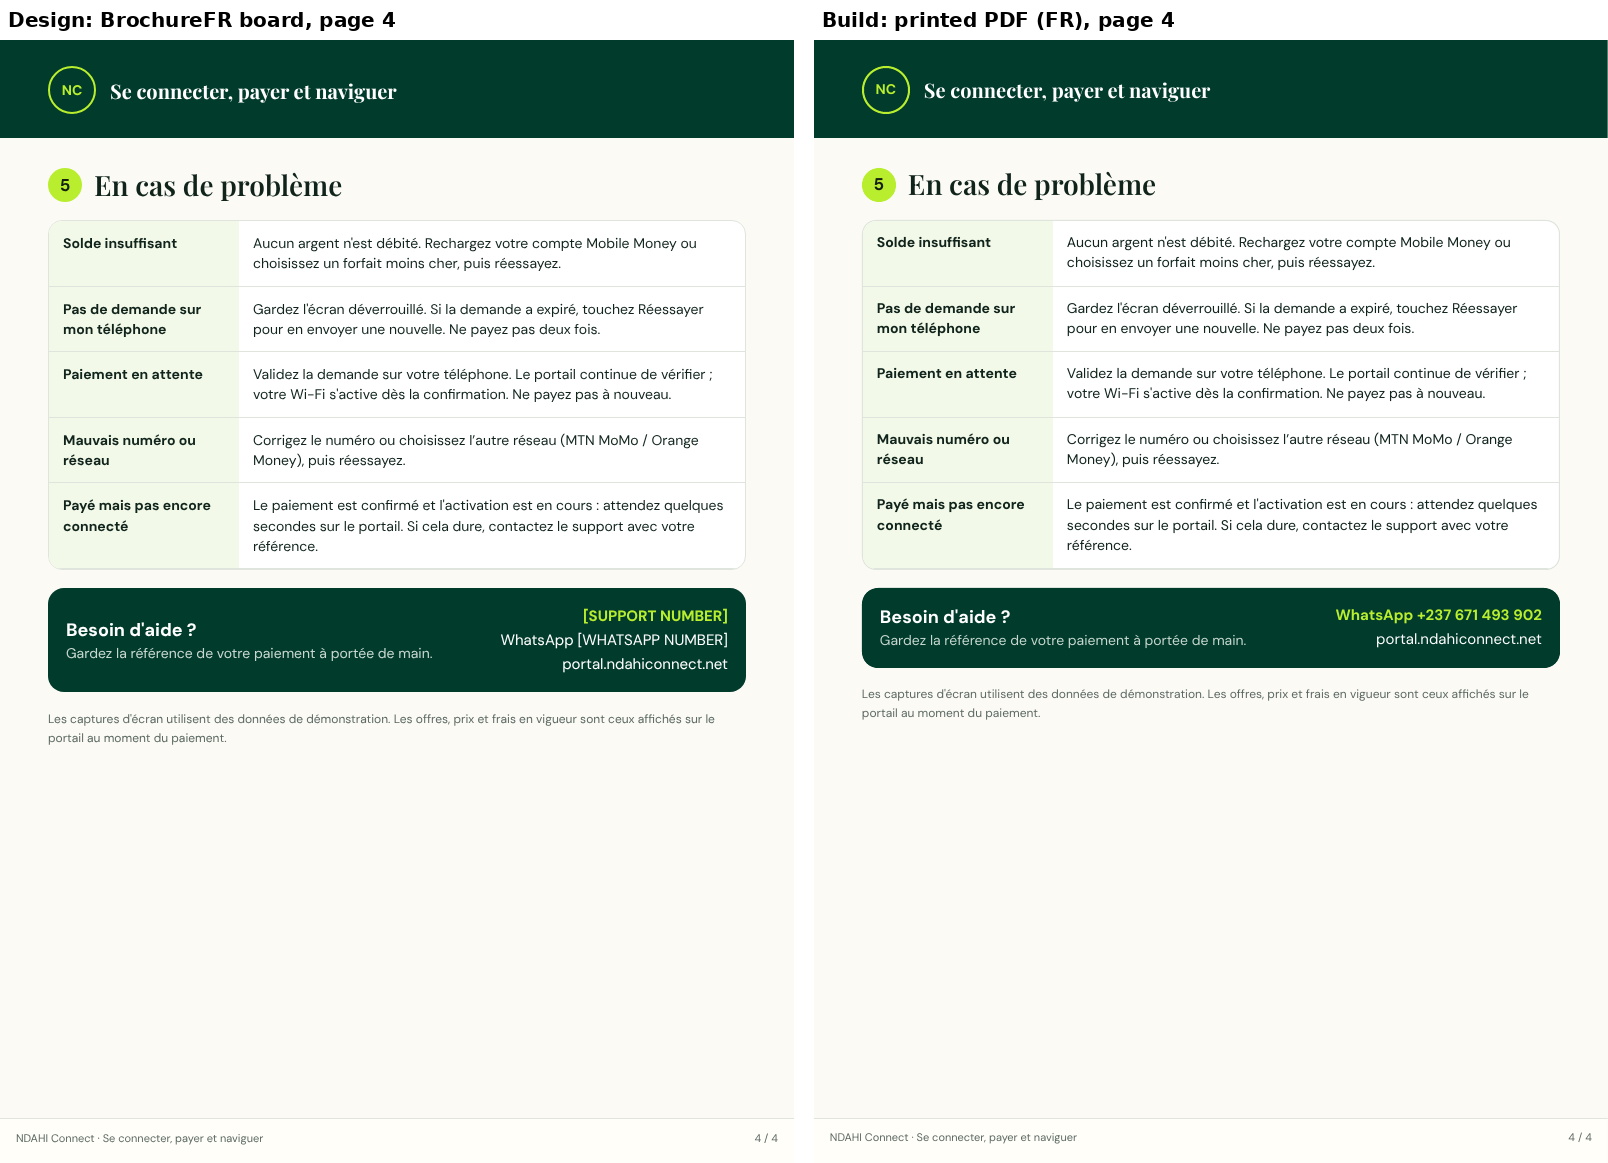 Design: BrochureFR board, page 4
NC
Se connecter, payer et naviguer
5
En cas de problème
Solde insuffisant
Aucun argent n'est débité. Rechargez votre compte Mobile Money ou
choisissez un forfait moins cher, puis réessayez.
Pas de demande sur
mon téléphone
Gardez l'écran déverrouillé. Si la demande a expiré, touchez Réessayer
pour en envoyer une nouvelle. Ne payez pas deux fois.
Paiement en attente
Validez la demande sur votre téléphone. Le portail continue de vérifier ;
votre Wi-Fi s'active dès la confirmation. Ne payez pas à nouveau.
Mauvais numéro ou
réseau
Corrigez le numéro ou choisissez l’autre réseau (MTN MoMo / Orange
Money), puis réessayez.
Payé mais pas encore
connecté
Le paiement est confirmé et l'activation est en cours : attendez quelques
secondes sur le portail. Si cela dure, contactez le support avec votre
référence.
Besoin d'aide ?
Gardez la référence de votre paiement à portée de main.
[SUPPORT NUMBER]
WhatsApp [WHATSAPP NUMBER]
portal.ndahiconnect.net
Les captures d'écran utilisent des données de démonstration. Les offres, prix et frais en vigueur sont ceux affichés sur le
portail au moment du paiement.
NDAHI Connect · Se connecter, payer et naviguer
4 / 4
Build: printed PDF (FR), page 4
NC
Se connecter, payer et naviguer
5
En cas de problème
Solde insuffisant
Aucun argent n'est débité. Rechargez votre compte Mobile Money ou
choisissez un forfait moins cher, puis réessayez.
Pas de demande sur
mon téléphone
Gardez l'écran déverrouillé. Si la demande a expiré, touchez Réessayer
pour en envoyer une nouvelle. Ne payez pas deux fois.
Paiement en attente
Validez la demande sur votre téléphone. Le portail continue de vérifier ;
votre Wi-Fi s'active dès la confirmation. Ne payez pas à nouveau.
Mauvais numéro ou
réseau
Corrigez le numéro ou choisissez l’autre réseau (MTN MoMo / Orange
Money), puis réessayez.
Payé mais pas encore
connecté
Le paiement est confirmé et l'activation est en cours : attendez quelques
secondes sur le portail. Si cela dure, contactez le support avec votre
référence.
Besoin d'aide ?
Gardez la référence de votre paiement à portée de main.
WhatsApp +237 671 493 902
portal.ndahiconnect.net
Les captures d'écran utilisent des données de démonstration. Les offres, prix et frais en vigueur sont ceux affichés sur le
portail au moment du paiement.
NDAHI Connect · Se connecter, payer et naviguer
4 / 4